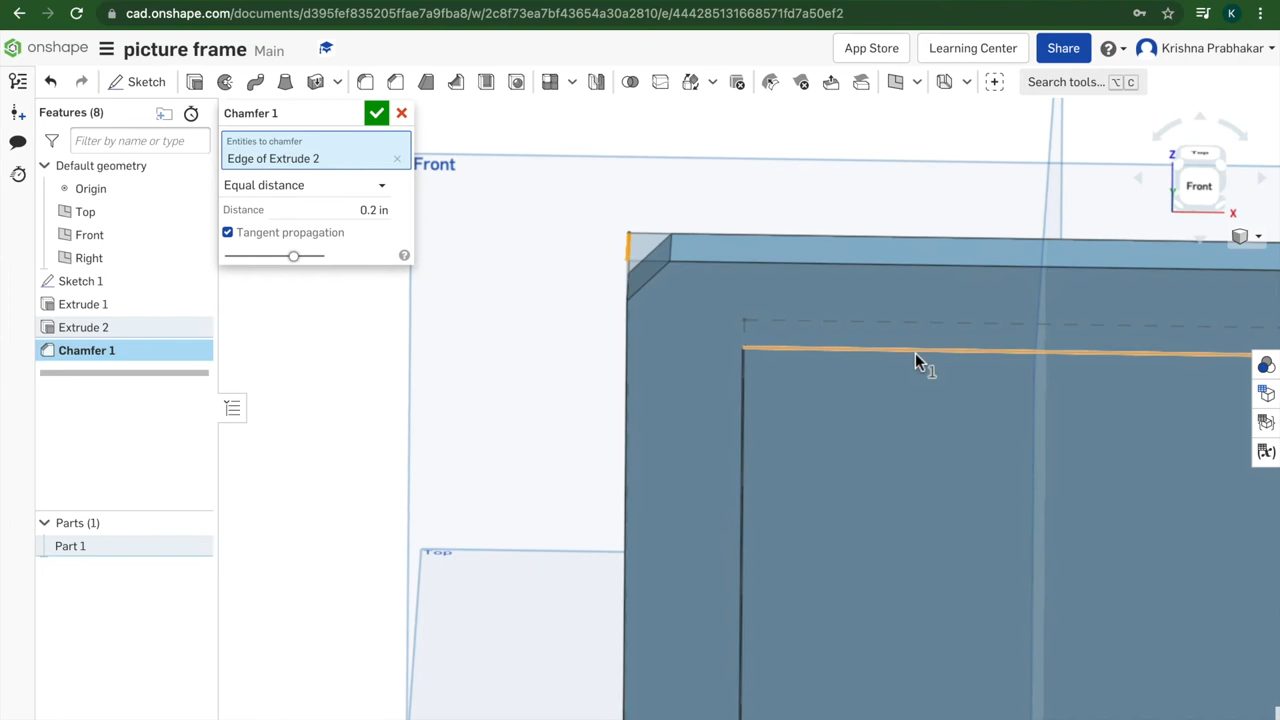 cad.onshape.com/documents/d395fef835205ffae7a9fba8/w/2c8f73ea7bf43654a30a2810/e/444285131668571fd7a50ef2
K
onshape
picture frame Main
App Store
Learning Center
Share
Krishna Prabhakar
Sketch
Search tools... ⌥ C
Features (8)
Filter by name or type
Default geometry
Origin
Top
Front
Right
Sketch 1
Extrude 1
Extrude 2
Chamfer 1
Parts (1)
Part 1
Chamfer 1
Entities to chamfer
Edge of Extrude 2
Equal distance
Distance 0.2 in
Tangent propagation
Front
Top
1
Z
Top
Front
X
(x)